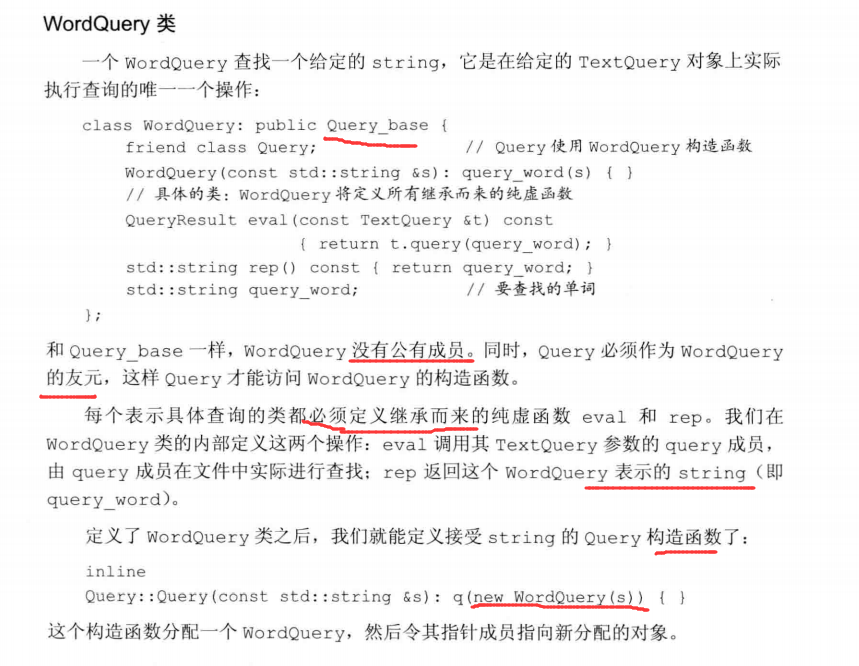 WordQuery 类
一个 WordQuery 查找一个给定的 string，它是在给定的 TextQuery 对象上实际
执行查询的唯一一个操作：
class WordQuery: public Query_base {
friend class Query; // Query 使用 WordQuery 构造函数
WordQuery(const std::string &s): query_word(s) { }
// 具体的类：WordQuery 将定义所有继承而来的纯虚函数
QueryResult eval(const TextQuery &t) const
{ return t.query(query_word); }
std::string rep() const { return query_word; }
std::string query_word; // 要查找的单词
};
和 Query_base 一样，WordQuery 没有公有成员。同时，Query 必须作为 WordQuery
的友元，这样 Query 才能访问 WordQuery 的构造函数。
每个表示具体查询的类都必须定义继承而来的纯虚函数 eval 和 rep。我们在
WordQuery 类的内部定义这两个操作：eval 调用其 TextQuery 参数的 query 成员，
由 query 成员在文件中实际进行查找；rep 返回这个 WordQuery 表示的 string（即
query_word）。
定义了 WordQuery 类之后，我们就能定义接受 string 的 Query 构造函数了：
inline
Query::Query(const std::string &s): q(new WordQuery(s)) { }
这个构造函数分配一个 WordQuery，然后令其指针成员指向新分配的对象。